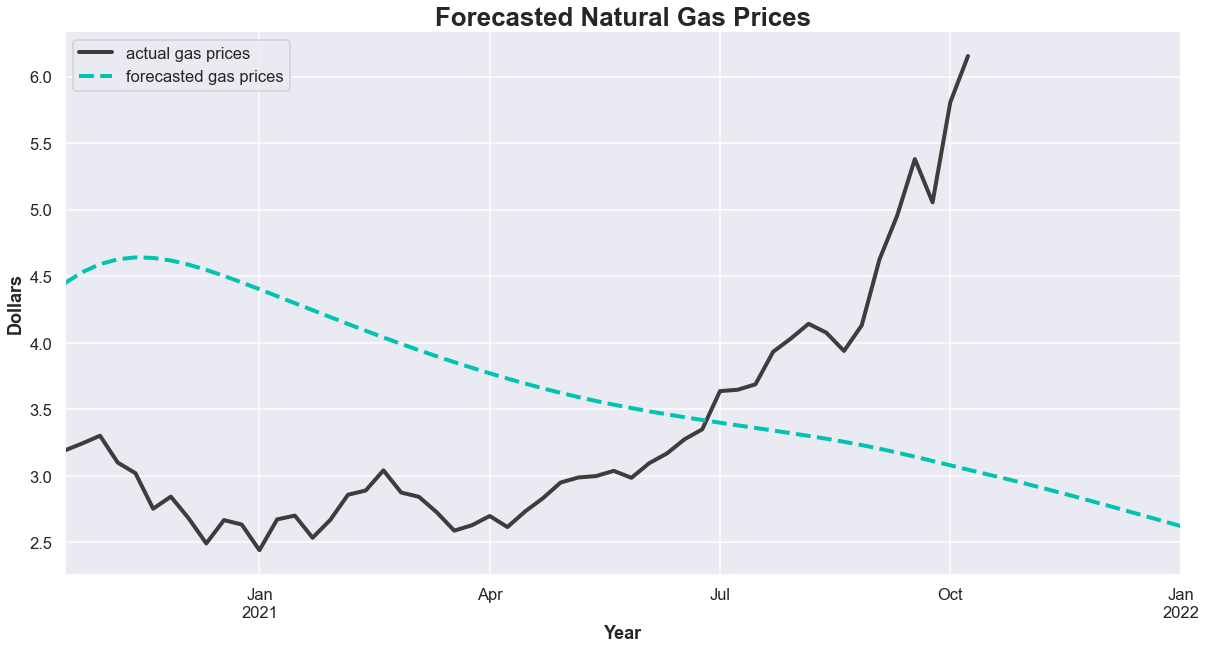 Forecasted Natural Gas Prices
actual gas prices
forecasted gas prices
Dollars
6.0
5.5
5.0
4.5
4.0
3.5
3.0
2.5
Jan
2021
Apr
Jul
Oct
Jan
2022
Year